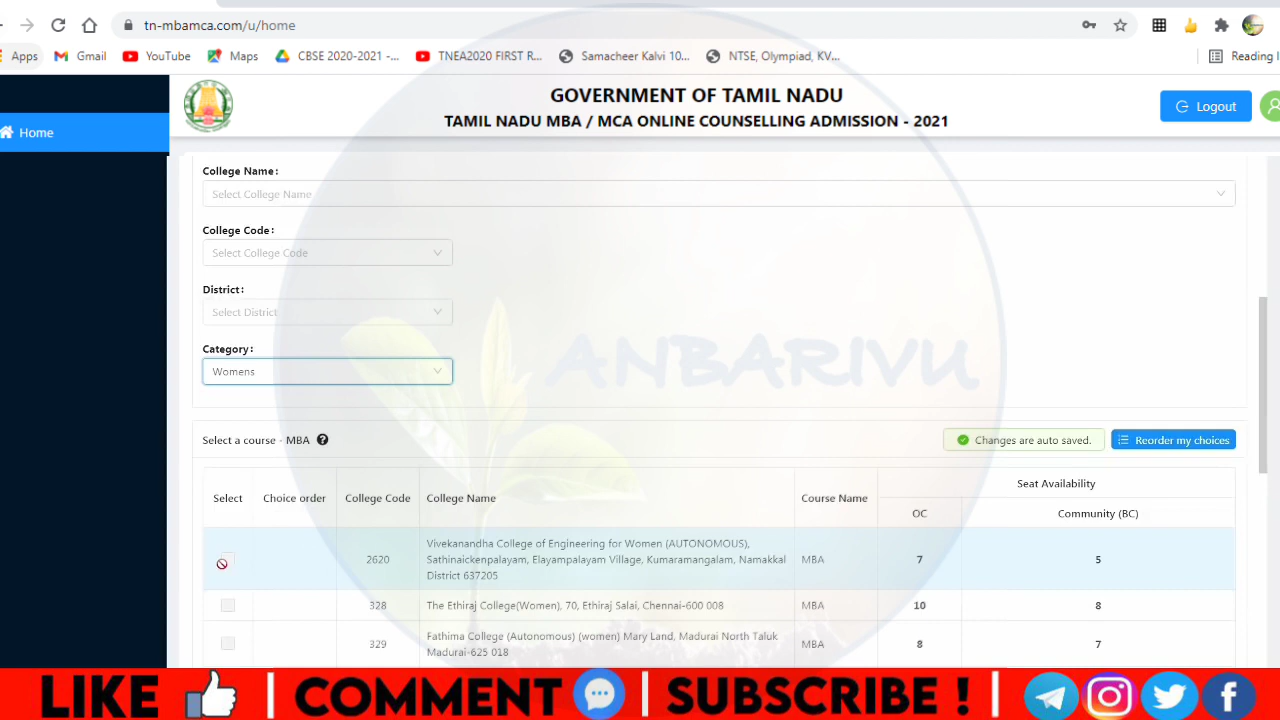 tn-mbamca.com/u/home
Apps Gmail YouTube Maps CBSE 2020-2021 -... TNEA2020 FIRST R... Samacheer Kalvi 10... NTSE, Olympiad, KV... Reading
GOVERNMENT OF TAMIL NADU
TAMIL NADU MBA / MCA ONLINE COUNSELLING ADMISSION - 2021
Logout
Home
College Name:
Select College Name
College Code:
Select College Code
District:
Select District
Category:
Womens
ANBARIVU
Select a course - MBA
Changes are auto saved.
Reorder my choices
Select Choice order College Code College Name Course Name Seat Availability
OC Community (BC)
Vivekanandha College of Engineering for Women (AUTONOMOUS),
2620 Sathinaickenpalayam, Elayampalayam Village, Kumaramangalam, Namakkal MBA 7 5
District 637205
328 The Ethiraj College(Women), 70, Ethiraj Salai, Chennai-600 008 MBA 10 8
329 Fathima College (Autonomous) (women) Mary Land, Madurai North Taluk MBA 8 7
Madurai-625 018
LIKE | COMMENT | SUBSCRIBE ! |